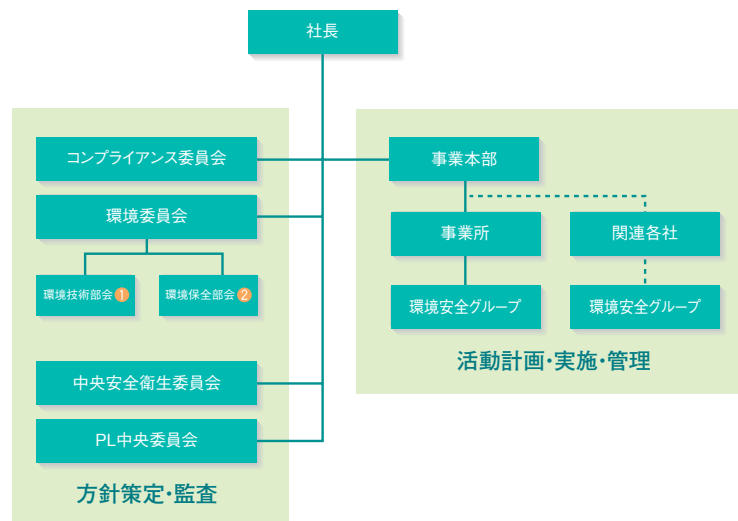 社長
コンプライアンス委員会
環境委員会
環境技術部会①
環境保全部会②
中央安全衛生委員会
PL中央委員会
方針策定・監査
事業本部
事業所
関連各社
環境安全グループ
環境安全グループ
活動計画・実施・管理